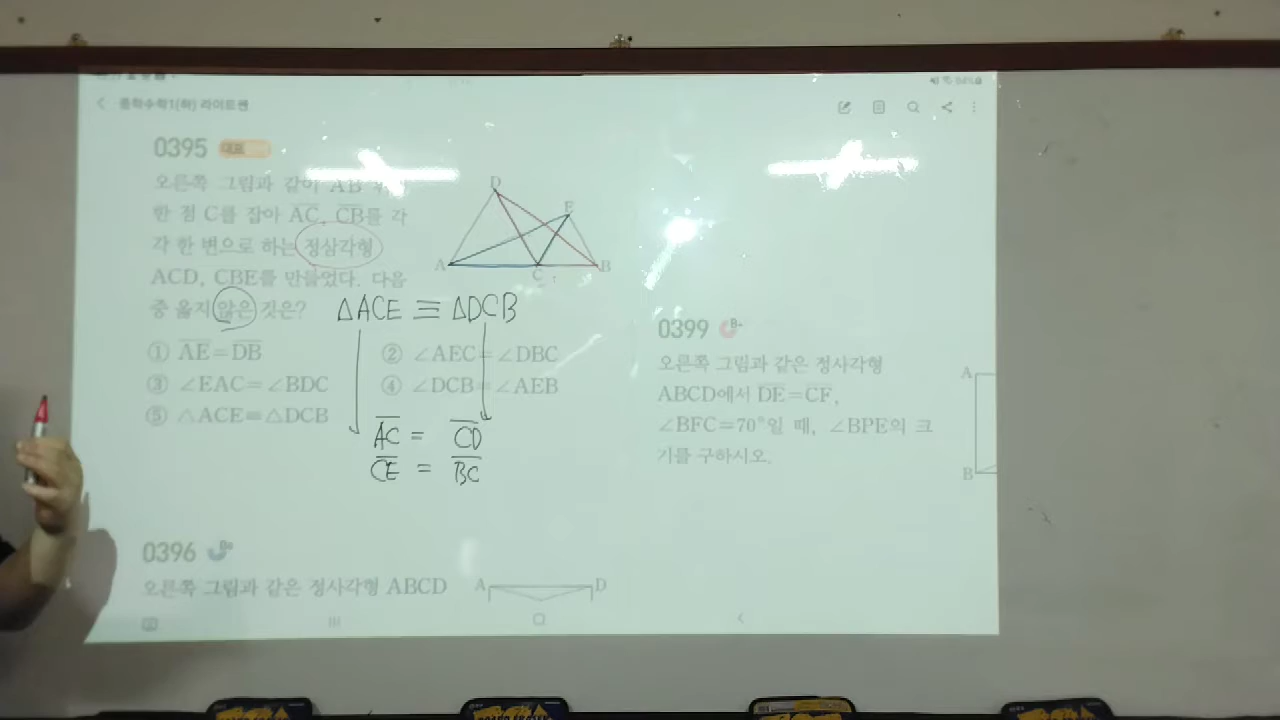 중학수학1(하) 라이트쎈
0395 대표
오른쪽 그림과 같이 AB
한 점 C를 잡아 AC, CB를 각
각 한 변으로 하는 정삼각형
ACD, CBE를 만들었다. 다음
중 옳지 않은 것은?
△ACE ≡ △DCB
① AE=DB
② ∠AEC=∠DBC
③ ∠EAC=∠BDC
④ ∠DCB=∠AEB
⑤ △ACE≡△DCB
AC = CD
CE = BC
D
E
A
C
B
0396
오른쪽 그림과 같은 정사각형 ABCD
A
D
0399 B+
오른쪽 그림과 같은 정사각형
ABCD에서 DE=CF,
∠BFC=70°일 때, ∠BPE의 크
기를 구하시오.
A
B